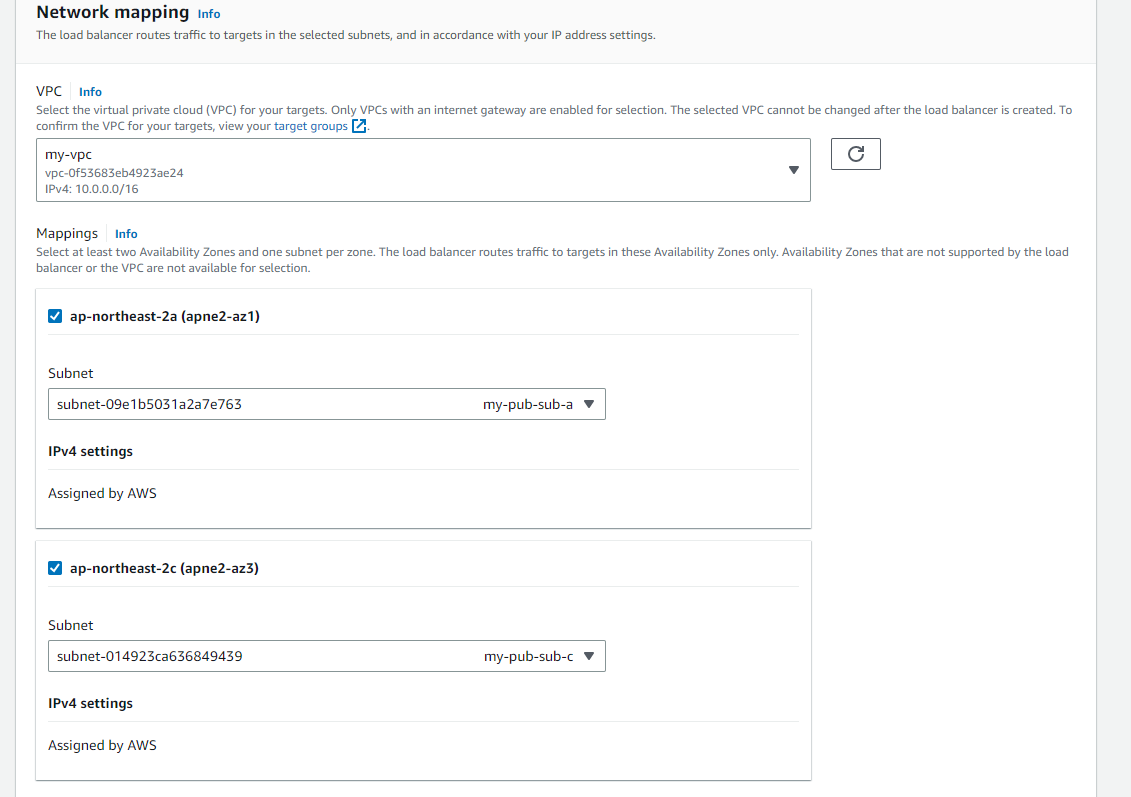 Network mapping Info
The load balancer routes traffic to targets in the selected subnets, and in accordance with your IP address settings.
VPC Info
Select the virtual private cloud (VPC) for your targets. Only VPCs with an internet gateway are enabled for selection. The selected VPC cannot be changed after the load balancer is created. To
confirm the VPC for your targets, view your target groups.
my-vpc
vpc-0f53683eb4923ae24
IPv4: 10.0.0.0/16
Mappings Info
Select at least two Availability Zones and one subnet per zone. The load balancer routes traffic to targets in these Availability Zones only. Availability Zones that are not supported by the load
balancer or the VPC are not available for selection.
ap-northeast-2a (apne2-az1)
Subnet
subnet-09e1b5031a2a7e763 my-pub-sub-a
IPv4 settings
Assigned by AWS
ap-northeast-2c (apne2-az3)
Subnet
subnet-014923ca636849439 my-pub-sub-c
IPv4 settings
Assigned by AWS